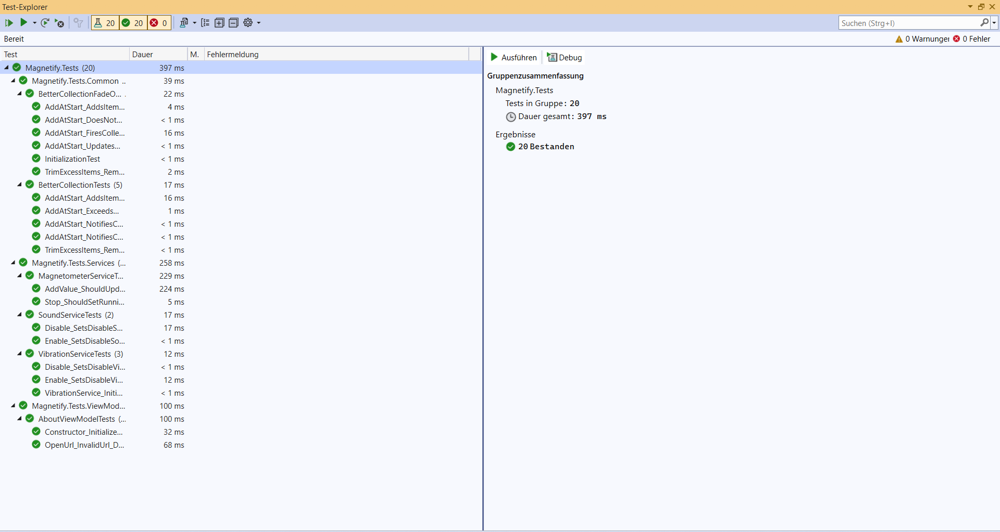 Test-Explorer
20 20 0
Suchen (Strg+I)
Bereit
0 Warnunger 0 Fehler
Test Dauer M. Fehlermeldung
Magnetify.Tests (20) 397 ms
Magnetify.Tests.Common .. 39 ms
BetterCollectionFadeO... . 22 ms
AddAtStart_AddsItem... 4 ms
AddAtStart_DoesNot... < 1 ms
AddAtStart_FiresColle... 16 ms
AddAtStart_Updates... < 1 ms
InitializationTest < 1 ms
TrimExcessItems_Rem... 2 ms
BetterCollectionTests (5) 17 ms
AddAtStart_AddsItem... 16 ms
AddAtStart_Exceeds... 1 ms
AddAtStart_NotifiesC... < 1 ms
AddAtStart_NotifiesC... < 1 ms
TrimExcessItems_Rem... < 1 ms
Magnetify.Tests.Services (... 258 ms
MagnetometerServiceT... 229 ms
AddValue_ShouldUpd... 224 ms
Stop_ShouldSetRunni... 5 ms
SoundServiceTests (2) 17 ms
Disable_SetsDisableS... 17 ms
Enable_SetsDisableSo... < 1 ms
VibrationServiceTests (3) 12 ms
Disable_SetsDisableVi... < 1 ms
Enable_SetsDisableVi... 12 ms
VibrationService_Initi... < 1 ms
Magnetify.Tests.ViewMod... 100 ms
AboutViewModelTests (... 100 ms
Constructor_Initialize... 32 ms
OpenUrl_InvalidUrl_D... 68 ms
Ausführen Debug
Gruppenzusammenfassung
Magnetify.Tests
Tests in Gruppe: 20
Dauer gesamt: 397 ms
Ergebnisse
20 Bestanden